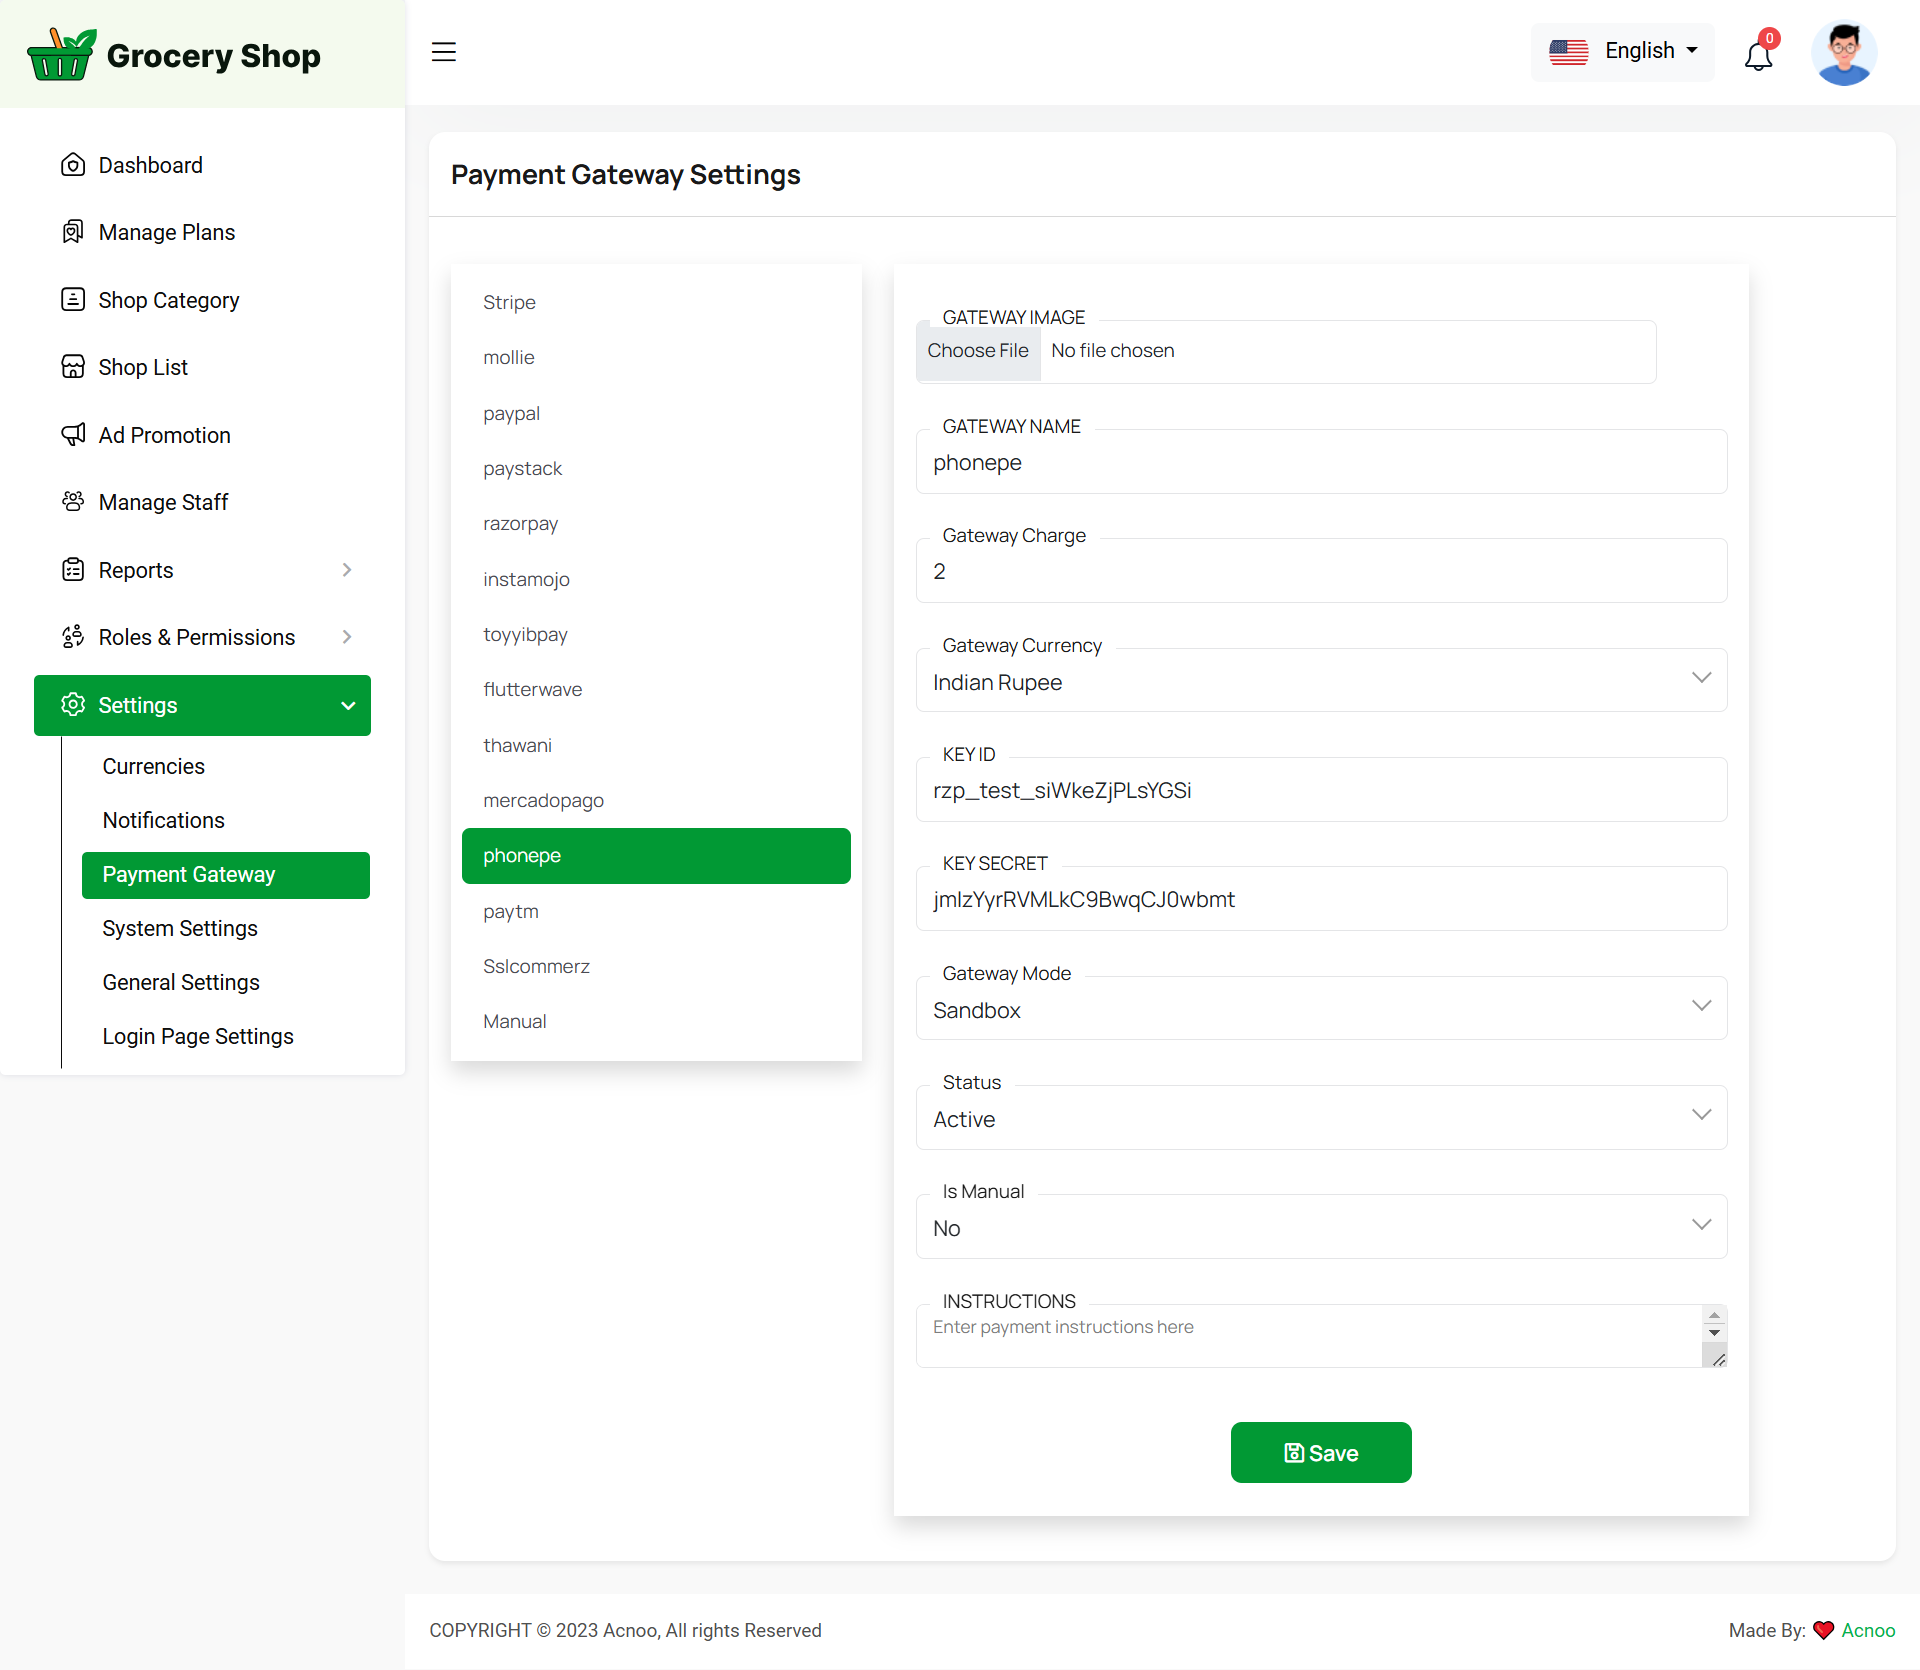 Grocery Shop
English
0
Dashboard
Manage Plans
Shop Category
Shop List
Ad Promotion
Manage Staff
Reports
Roles & Permissions
Settings
Currencies
Notifications
Payment Gateway
System Settings
General Settings
Login Page Settings
Payment Gateway Settings
Stripe
mollie
paypal
paystack
razorpay
instamojo
toyyibpay
flutterwave
thawani
mercadopago
phonepe
paytm
Sslcommerz
Manual
GATEWAY IMAGE
Choose File No file chosen
GATEWAY NAME
phonepe
Gateway Charge
2
Gateway Currency
Indian Rupee
KEY ID
rzp_test_siWkeZjPLsYGSi
KEY SECRET
jmIzYyrRVMLkC9BwqCJ0wbmt
Gateway Mode
Sandbox
Status
Active
Is Manual
No
INSTRUCTIONS
Enter payment instructions here
Save
COPYRIGHT © 2023 Acnoo, All rights Reserved
Made By: ❤️ Acnoo